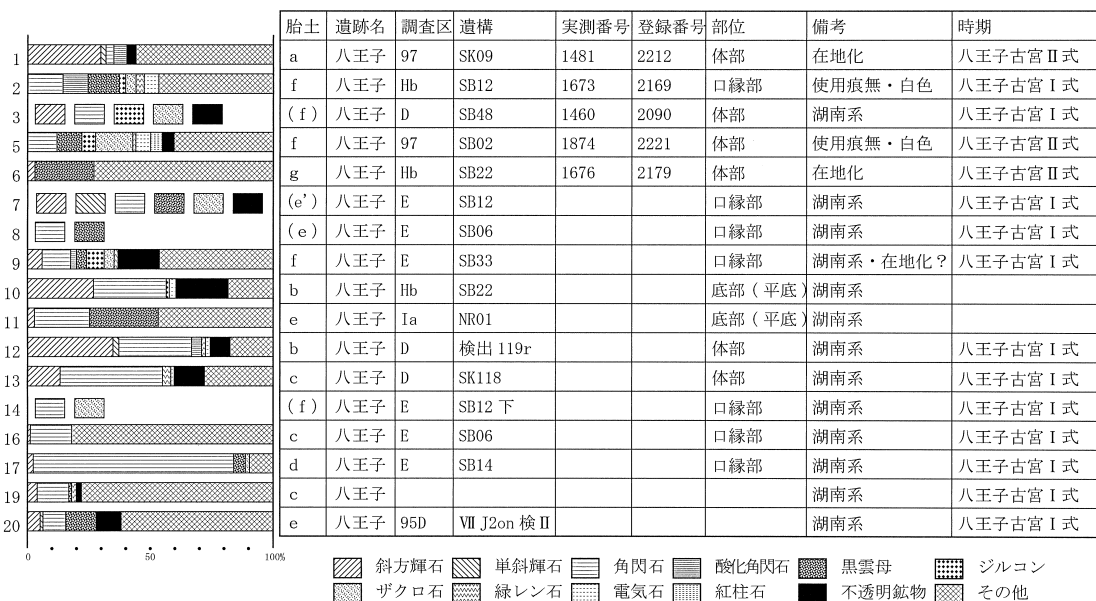 胎土 遺跡名 調査区 遺構 実測番号 登録番号 部位 備考 時期
1 a 八王子 97 SK09 1481 2212 体部 在地化 八王子古宮Ⅱ式
2 f 八王子 Hb SB12 1673 2169 口縁部 使用痕無・白色 八王子古宮Ⅰ式
3 (f) 八王子 D SB48 1460 2090 体部 湖南系 八王子古宮Ⅰ式
5 f 八王子 97 SB02 1874 2221 体部 使用痕無・白色 八王子古宮Ⅱ式
6 g 八王子 Hb SB22 1676 2179 体部 在地化 八王子古宮Ⅱ式
7 (e') 八王子 E SB12 口縁部 湖南系 八王子古宮Ⅰ式
8 (e) 八王子 E SB06 口縁部 湖南系 八王子古宮Ⅰ式
9 f 八王子 E SB33 口縁部 湖南系・在地化? 八王子古宮Ⅰ式
10 b 八王子 Hb SB22 底部(平底) 湖南系
11 e 八王子 Ia NR01 底部(平底) 湖南系
12 b 八王子 D 検出119r 体部 湖南系 八王子古宮Ⅰ式
13 c 八王子 D SK118 体部 湖南系 八王子古宮Ⅰ式
14 (f) 八王子 E SB12下 口縁部 湖南系 八王子古宮Ⅰ式
16 c 八王子 E SB06 口縁部 湖南系 八王子古宮Ⅰ式
17 d 八王子 E SB14 口縁部 湖南系 八王子古宮Ⅰ式
19 c 八王子 湖南系 八王子古宮Ⅰ式
20 e 八王子 95D Ⅶ J2on 検Ⅱ 湖南系 八王子古宮Ⅰ式
0 50 100%
斜方輝石 単斜輝石 角閃石 酸化角閃石 黒雲母 ジルコン
ザクロ石 緑レン石 電気石 紅柱石 不透明鉱物 その他